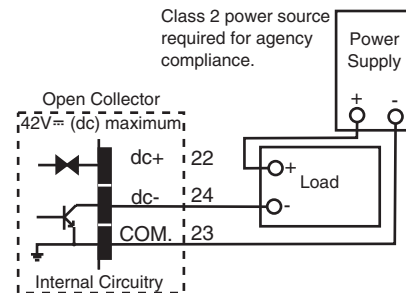 Class 2 power source
required for agency
compliance.
Power
Supply
+ -
Open Collector
42V⎓ (dc) maximum
dc+ 22
dc- 24
COM. 23
+
Load
-
Internal Circuitry